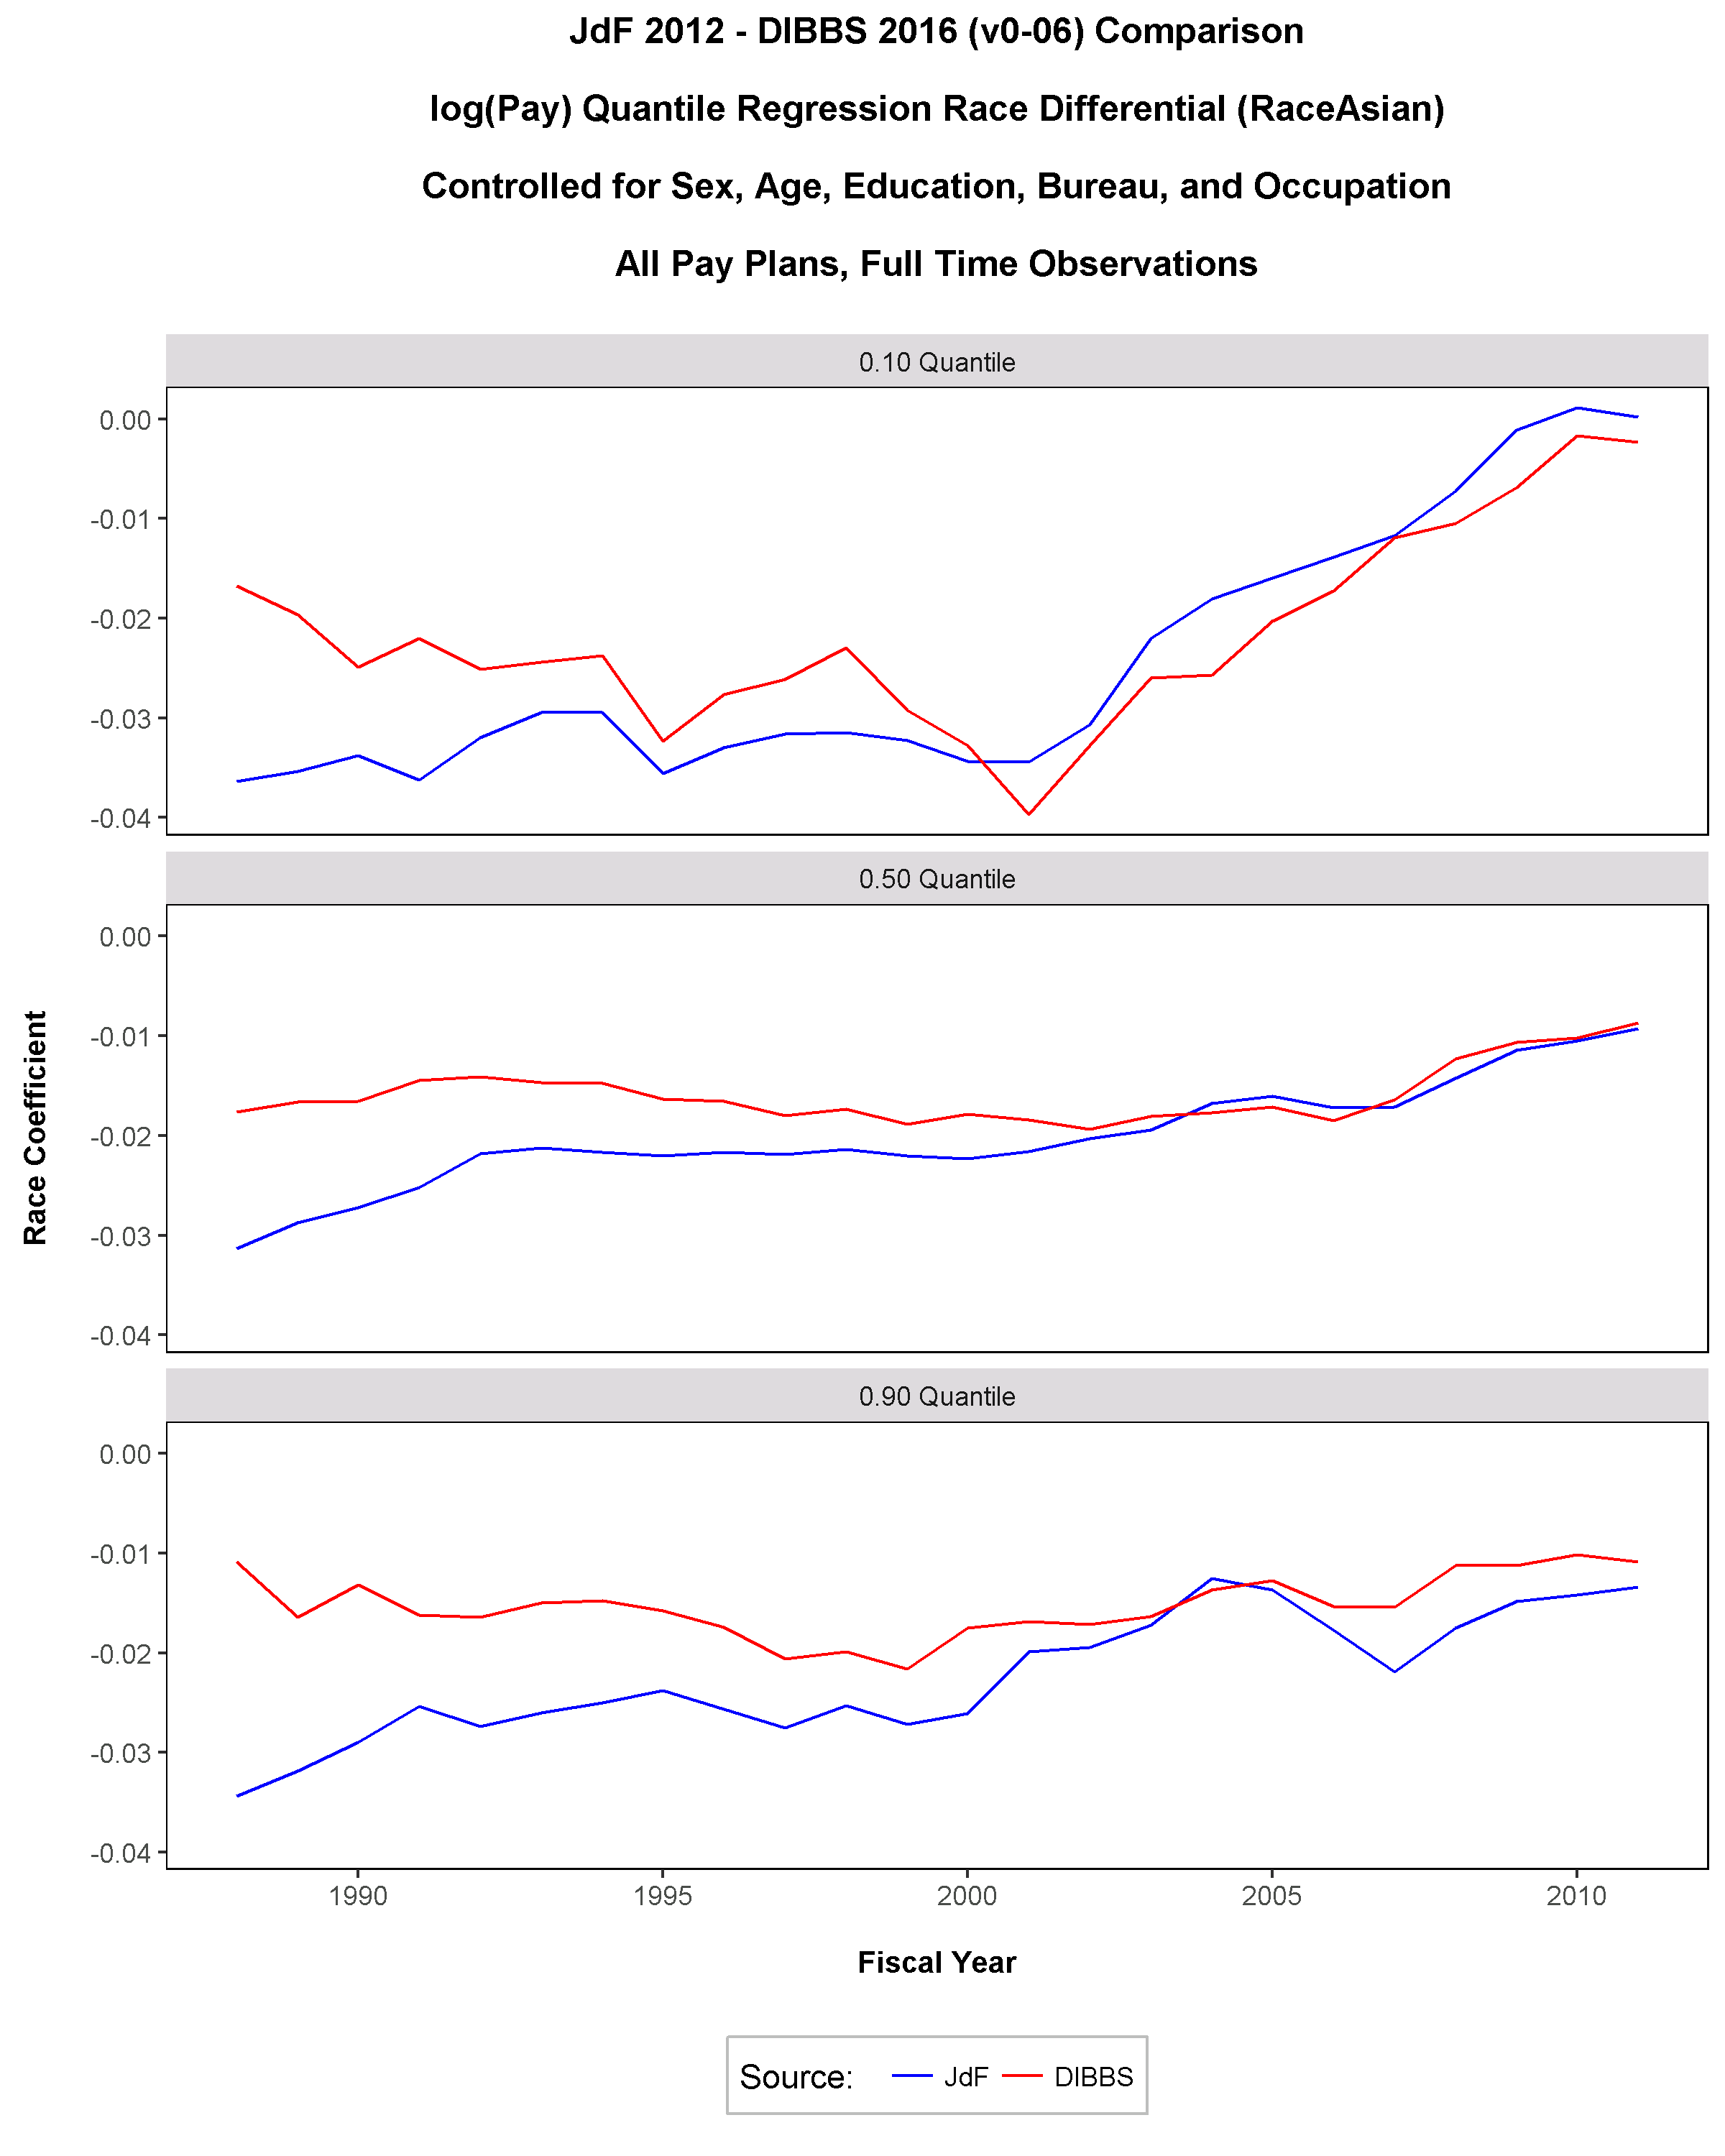 JdF 2012 - DIBBS 2016 (v0-06) Comparison
log(Pay) Quantile Regression Race Differential (RaceAsian)
Controlled for Sex, Age, Education, Bureau, and Occupation
All Pay Plans, Full Time Observations
0.10 Quantile
0.00
-0.01
-0.02
-0.03
-0.04
0.50 Quantile
0.00
-0.01
-0.02
-0.03
-0.04
Race Coefficient
0.90 Quantile
0.00
-0.01
-0.02
-0.03
-0.04
1990 1995 2000 2005 2010
Fiscal Year
Source: JdF DIBBS